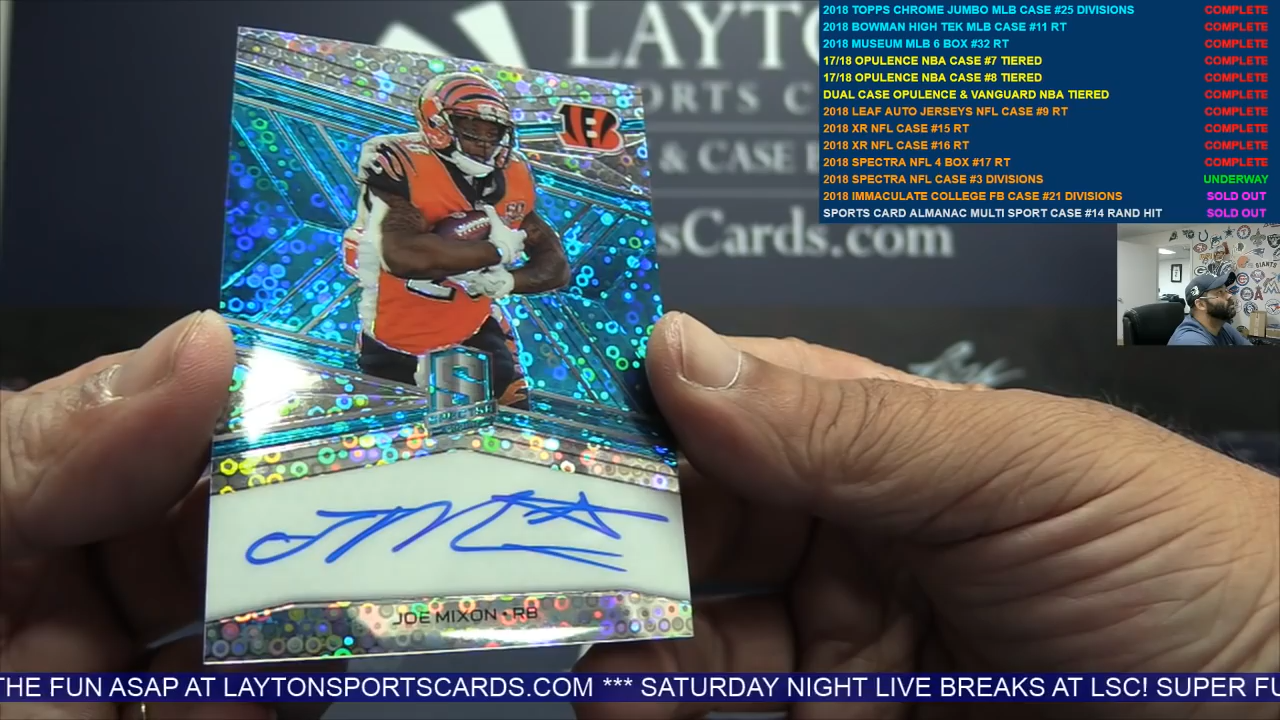 2018 TOPPS CHROME JUMBO MLB CASE #25 DIVISIONS COMPLETE
2018 BOWMAN HIGH TEK MLB CASE #11 RT COMPLETE
2018 MUSEUM MLB 6 BOX #32 RT COMPLETE
17/18 OPULENCE NBA CASE #7 TIERED COMPLETE
17/18 OPULENCE NBA CASE #8 TIERED COMPLETE
DUAL CASE OPULENCE & VANGUARD NBA TIERED COMPLETE
2018 LEAF AUTO JERSEYS NFL CASE #9 RT COMPLETE
2018 XR NFL CASE #15 RT COMPLETE
2018 XR NFL CASE #16 RT COMPLETE
2018 SPECTRA NFL 4 BOX #17 RT COMPLETE
2018 SPECTRA NFL CASE #3 DIVISIONS UNDERWAY
2018 IMMACULATE COLLEGE FB CASE #21 DIVISIONS SOLD OUT
SPORTS CARD ALMANAC MULTI SPORT CASE #14 RAND HIT SOLD OUT
LAYTO
ORTS C
& CASE
sCards.com
GIANTS
B
S
SPECTRA
JOE MIXON • RB
THE FUN ASAP AT LAYTONSPORTSCARDS.COM *** SATURDAY NIGHT LIVE BREAKS AT LSC! SUPER FU